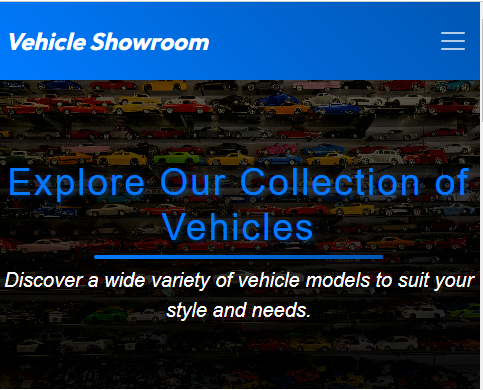 Vehicle Showroom
Explore Our Collection of
Vehicles
Discover a wide variety of vehicle models to suit your
style and needs.